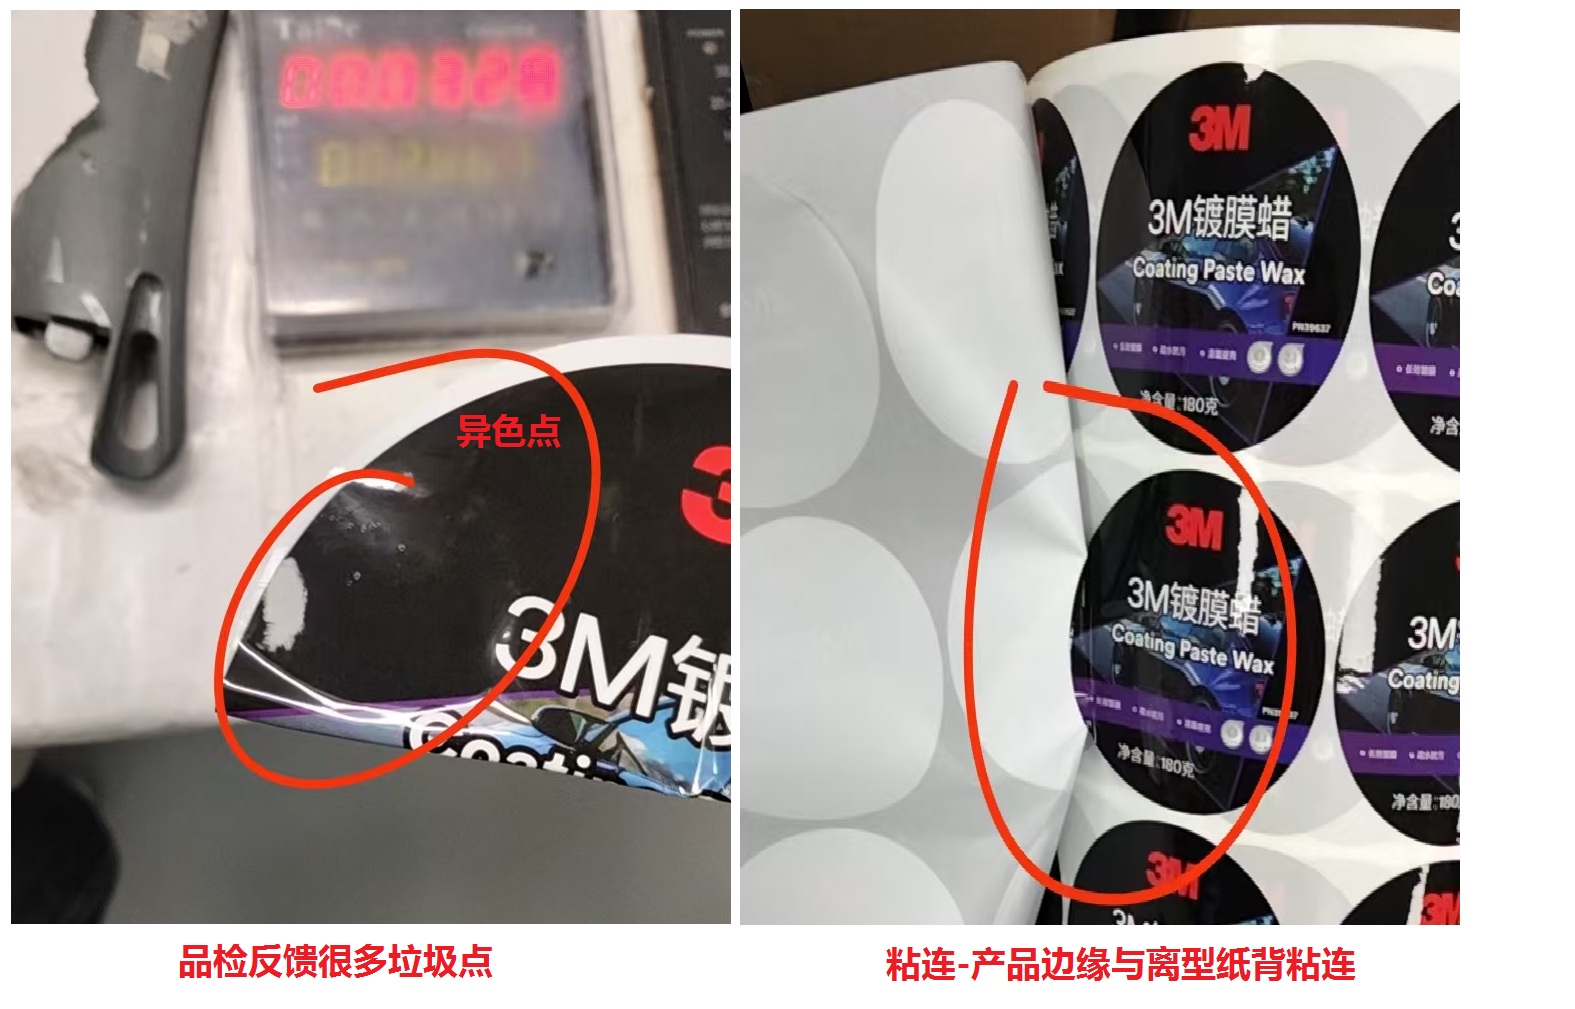 异色点
3M镀
Coatin
品检反馈很多垃圾点
3M
3M镀膜蜡
Coating Paste Wax
PN39637
净含量:180克
3M
3M镀膜蜡
Coating Paste Wax
净含量:180克
3M
Coating
净含量:180
3M
3M
粘连-产品边缘与离型纸背粘连